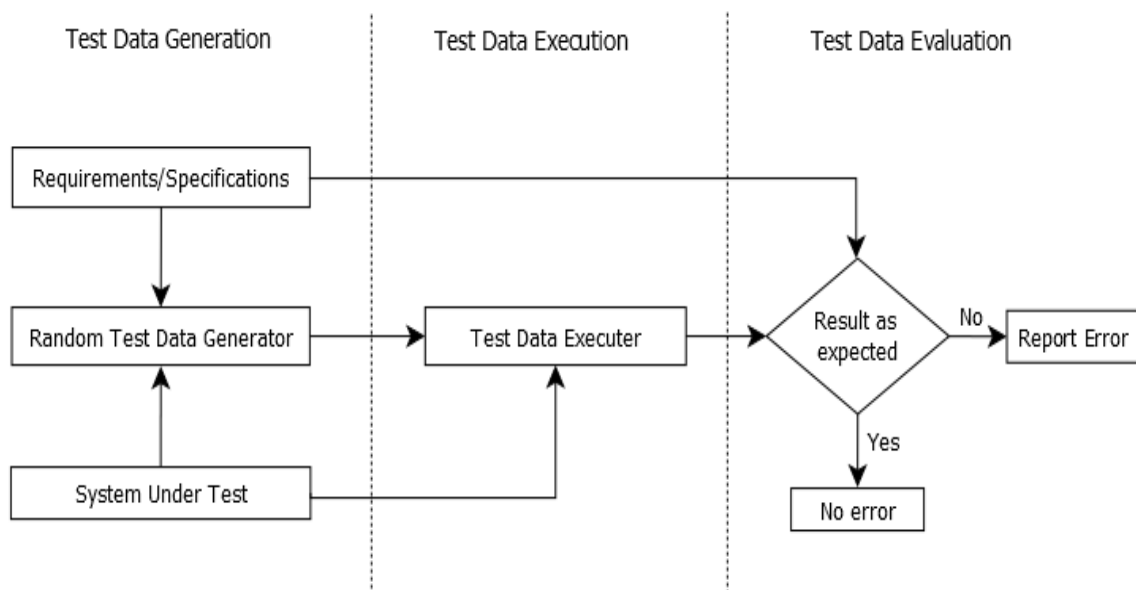 Test Data Generation
Test Data Execution
Test Data Evaluation
Requirements/Specifications
Random Test Data Generator
Test Data Executer
Result as
expected
No
Report Error
Yes
System Under Test
No error